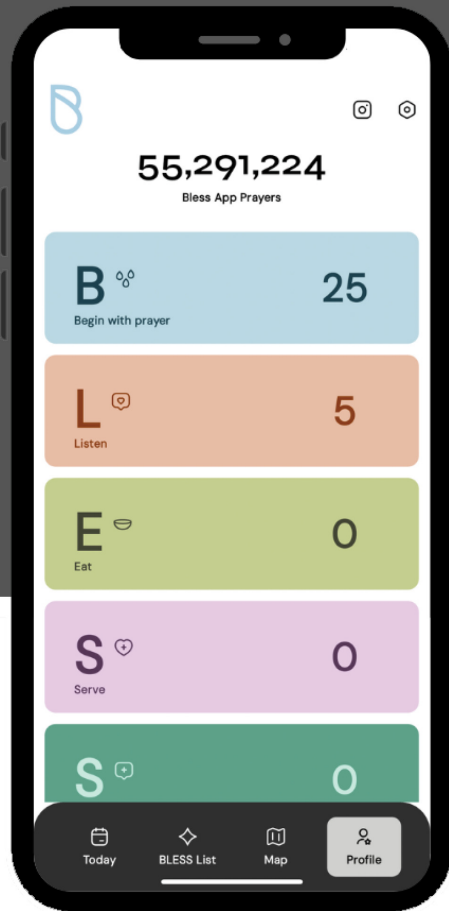 B
55,291,224
Bless App Prayers
B 25
Begin with prayer
L 5
Listen
E 0
Eat
S 0
Serve
S 0
Today BLESS List Map Profile